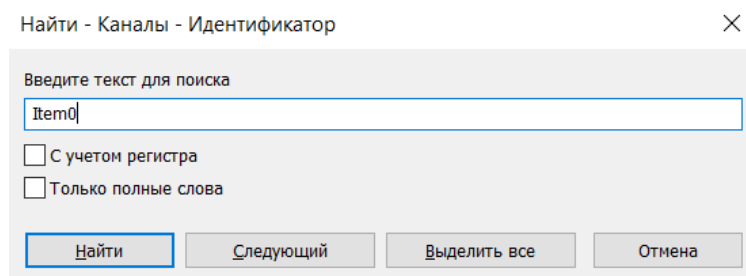 Найти - Каналы - Идентификатор
Введите текст для поиска
Item0
С учетом регистра
Только полные слова
Найти Следующий Выделить все Отмена